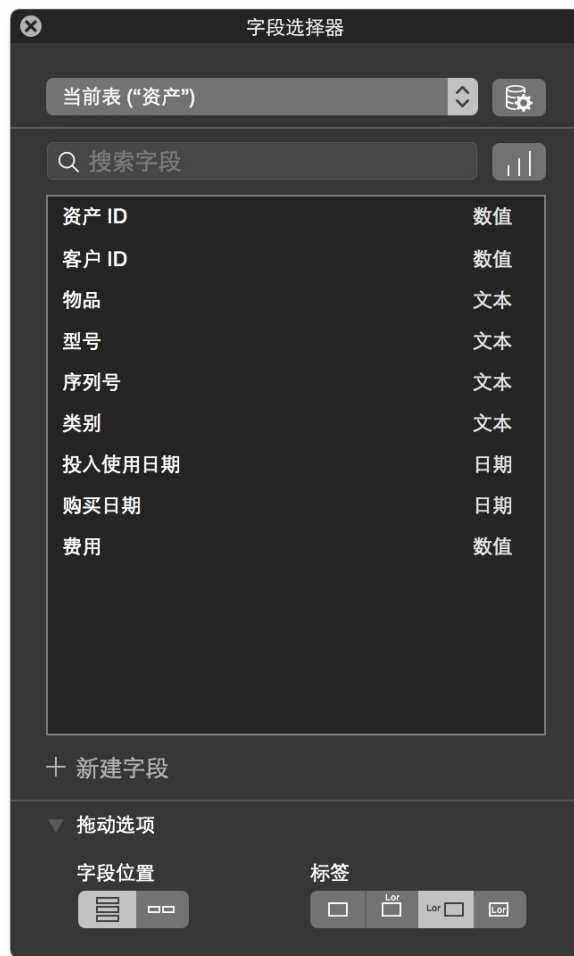 字段选择器
当前表 (“资产”)
搜索字段
资产 ID 数值
客户 ID 数值
物品 文本
型号 文本
序列号 文本
类别 文本
投入使用日期 日期
购买日期 日期
费用 数值
新建字段
拖动选项
字段位置 标签
Lor Lor Lor